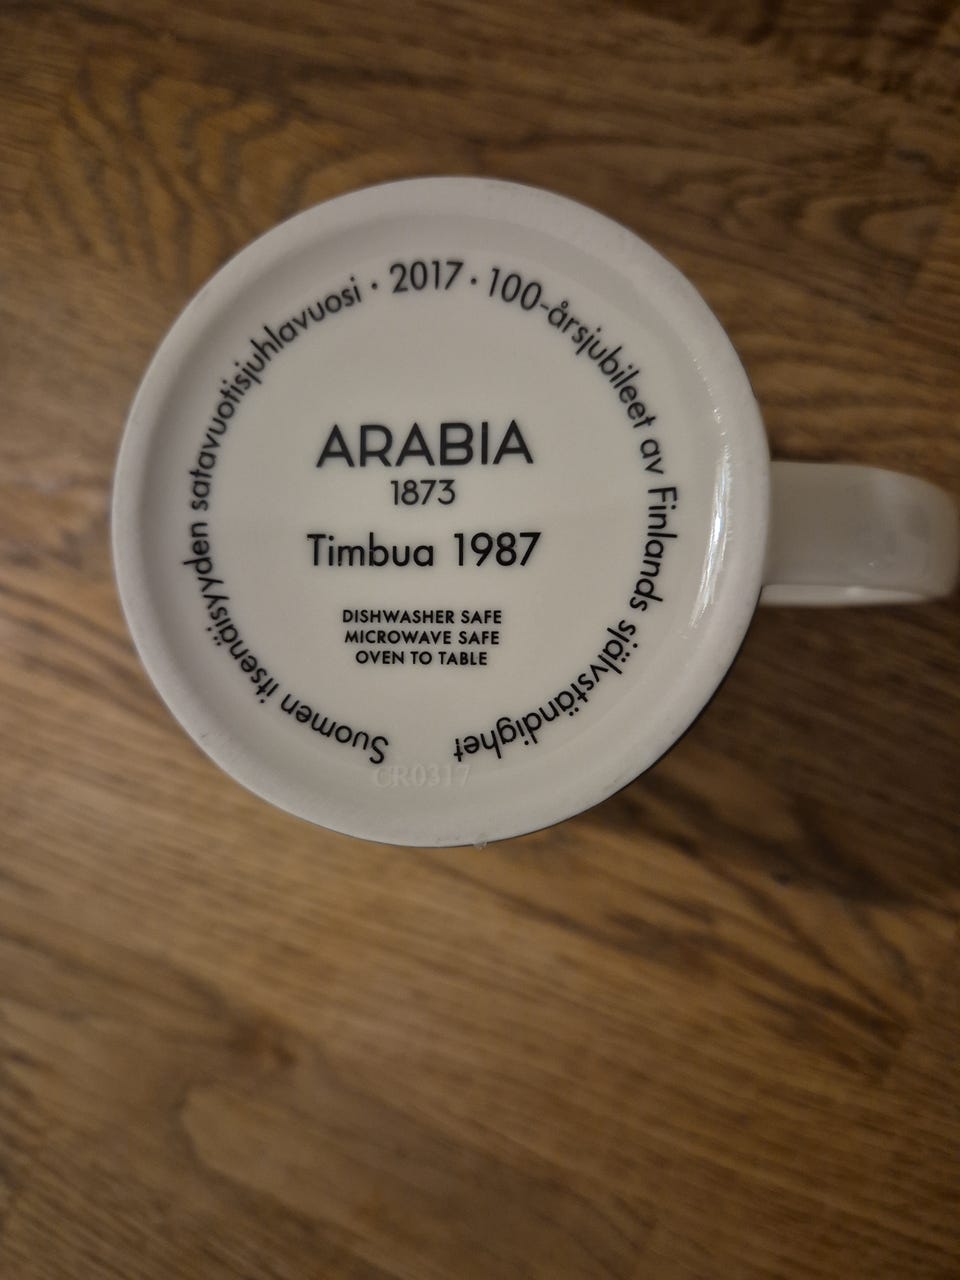 Suomen itsenäisyyden satavuotisjuhlavuosi · 2017 · 100-årsjubileet av Finlands självständighet
ARABIA
1873
Timbua 1987
DISHWASHER SAFE
MICROWAVE SAFE
OVEN TO TABLE
CR0317